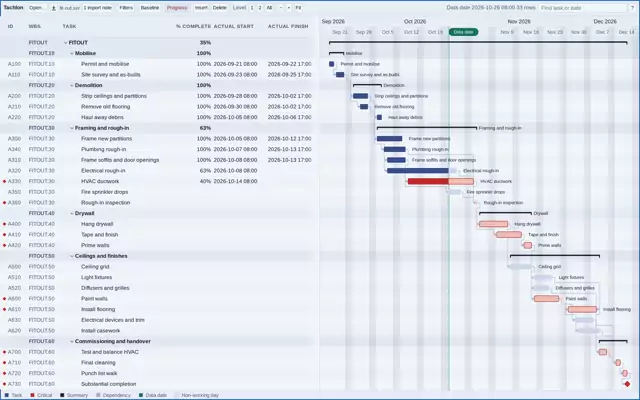 Tachlon Open... fit out.xer 1 import note Filters Baseline Progress Insert Delete Level 1 2 All - + Fit Data date 2026-10-26 08:00 33 rows Find task or date ?
ID WBS TASK % COMPLETE ACTUAL START ACTUAL FINISH
Sep 2026 Oct 2026 Nov 2026 Dec 2026
Sep 21 Sep 28 Oct 5 Oct 12 Oct 19 Data date Nov 9 Nov 16 Nov 23 Nov 30 Dec 7 Dec 14
FITOUT FITOUT 35%
FITOUT.10 Mobilise 100% Mobilise
A100 FITOUT.10 Permit and mobilise 100% 2026-09-21 08:00 2026-09-22 17:00 Permit and mobilise
A110 FITOUT.10 Site survey and as-builts 100% 2026-09-23 08:00 2026-09-24 17:00 Site survey and as-builts
FITOUT.20 Demolition 100% Demolition
A200 FITOUT.20 Strip ceilings and partitions 100% 2026-09-28 08:00 2026-10-02 17:00 Strip ceilings and partitions
A210 FITOUT.20 Remove old flooring 100% 2026-09-30 08:00 2026-10-02 17:00 Remove old flooring
A220 FITOUT.20 Haul away debris 100% 2026-10-05 08:00 2026-10-06 17:00 Haul away debris
FITOUT.30 Framing and rough-in 63% Framing and rough-in
A300 FITOUT.30 Frame new partitions 100% 2026-10-05 08:00 2026-10-12 17:00 Frame new partitions
A340 FITOUT.30 Plumbing rough-in 100% 2026-10-07 08:00 2026-10-13 17:00 Plumbing rough-in
A310 FITOUT.30 Frame soffits and door openings 100% 2026-10-08 08:00 2026-10-13 17:00 Frame soffits and door openings
A320 FITOUT.30 Electrical rough-in 63% 2026-10-08 08:00 Electrical rough-in
A330 FITOUT.30 HVAC ductwork 40% 2026-10-14 08:00 HVAC ductwork
A350 FITOUT.30 Fire sprinkler drops Fire sprinkler drops
A360 FITOUT.30 Rough-in inspection Rough-in inspection
FITOUT.40 Drywall Drywall
A400 FITOUT.40 Hang drywall Hang drywall
A410 FITOUT.40 Tape and finish Tape and finish
A420 FITOUT.40 Prime walls Prime walls
FITOUT.50 Ceilings and finishes
A500 FITOUT.50 Ceiling grid Ceiling grid
A510 FITOUT.50 Light fixtures Light fixtures
A520 FITOUT.50 Diffusers and grilles Diffusers and grilles
A600 FITOUT.50 Paint walls Paint walls
A610 FITOUT.50 Install flooring Install flooring
A630 FITOUT.50 Electrical devices and trim
A620 FITOUT.50 Install casework
FITOUT.60 Commissioning and handover
A700 FITOUT.60 Test and balance HVAC
A710 FITOUT.60 Final cleaning
A720 FITOUT.60 Punch list walk
A730 FITOUT.60 Substantial completion
Task Critical Summary Dependency Data date Non-working day